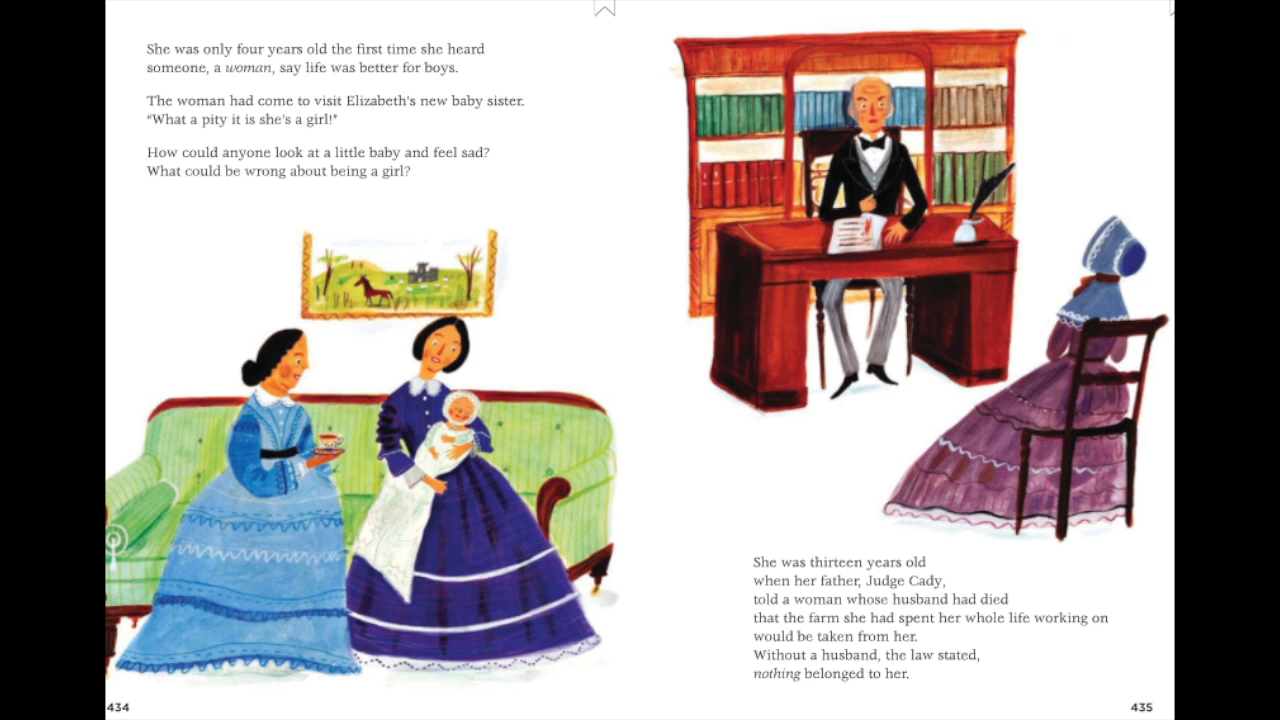 She was only four years old the first time she heard
someone, a woman, say life was better for boys.
The woman had come to visit Elizabeth's new baby sister.
"What a pity it is she's a girl!"
How could anyone look at a little baby and feel sad?
What could be wrong about being a girl?
434
She was thirteen years old
when her father, Judge Cady,
told a woman whose husband had died
that the farm she had spent her whole life working on
would be taken from her.
Without a husband, the law stated,
nothing belonged to her.
435